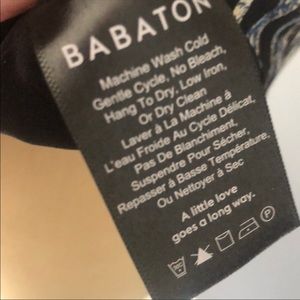 BABATON
Machine Wash Cold
Gentle Cycle, No Bleach,
Hang To Dry, Low Iron,
Or Dry Clean
Laver à La Machine à
L'eau Froide Au Cycle Délicat,
Pas De Blanchiment,
Suspendre Pour Sécher,
Repasser à Basse Température,
Ou Nettoyer à Sec
A little love
goes a long way.
P